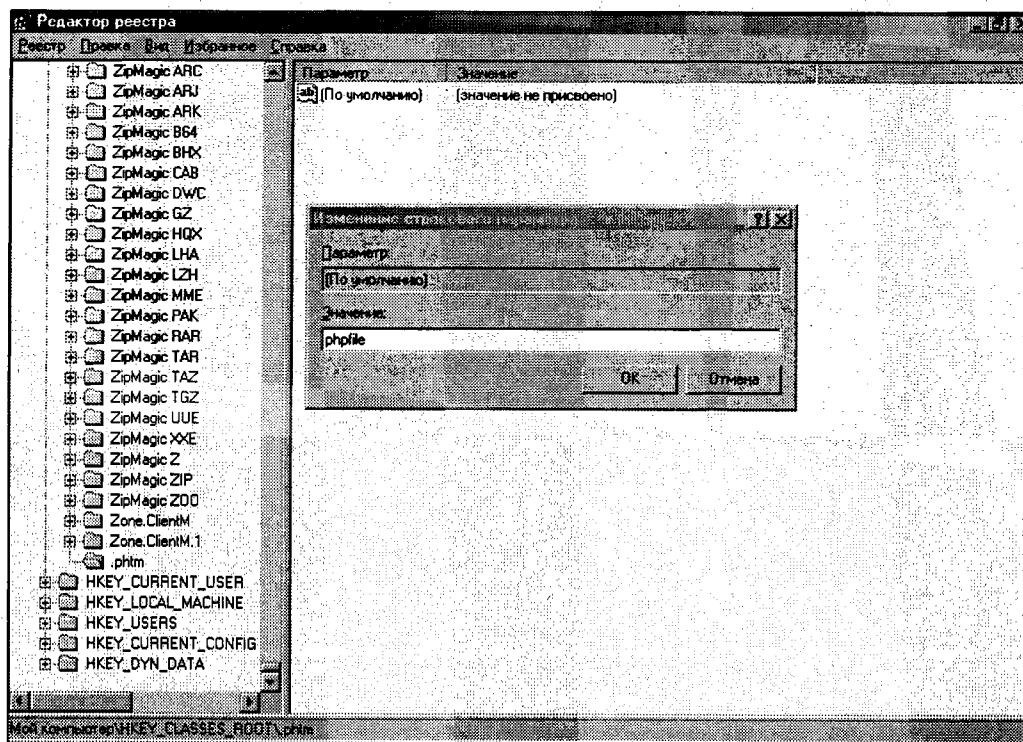 Редактор реестра
Реестр Правка Вид Избранное Справка
ZipMagic ARC
ZipMagic ARJ
ZipMagic ARK
ZipMagic B64
ZipMagic BHX
ZipMagic CAB
ZipMagic DWC
ZipMagic GZ
ZipMagic HQX
ZipMagic LHA
ZipMagic LZH
ZipMagic MME
ZipMagic PAK
ZipMagic RAR
ZipMagic TAR
ZipMagic TAZ
ZipMagic TGZ
ZipMagic UUE
ZipMagic XXE
ZipMagic Z
ZipMagic ZIP
ZipMagic ZOO
Zone.ClientM
Zone.ClientM.1
.phtm
HKEY_CURRENT_USER
HKEY_LOCAL_MACHINE
HKEY_USERS
HKEY_CURRENT_CONFIG
HKEY_DYN_DATA
Параметр Значение
ab (По умолчанию) (значение не присвоено)
Изменение
Параметр:
(По умолчанию)
Значение:
phpfile
OK Отмена
Мой компьютер\HKEY_CLASSES_ROOT\.phtm